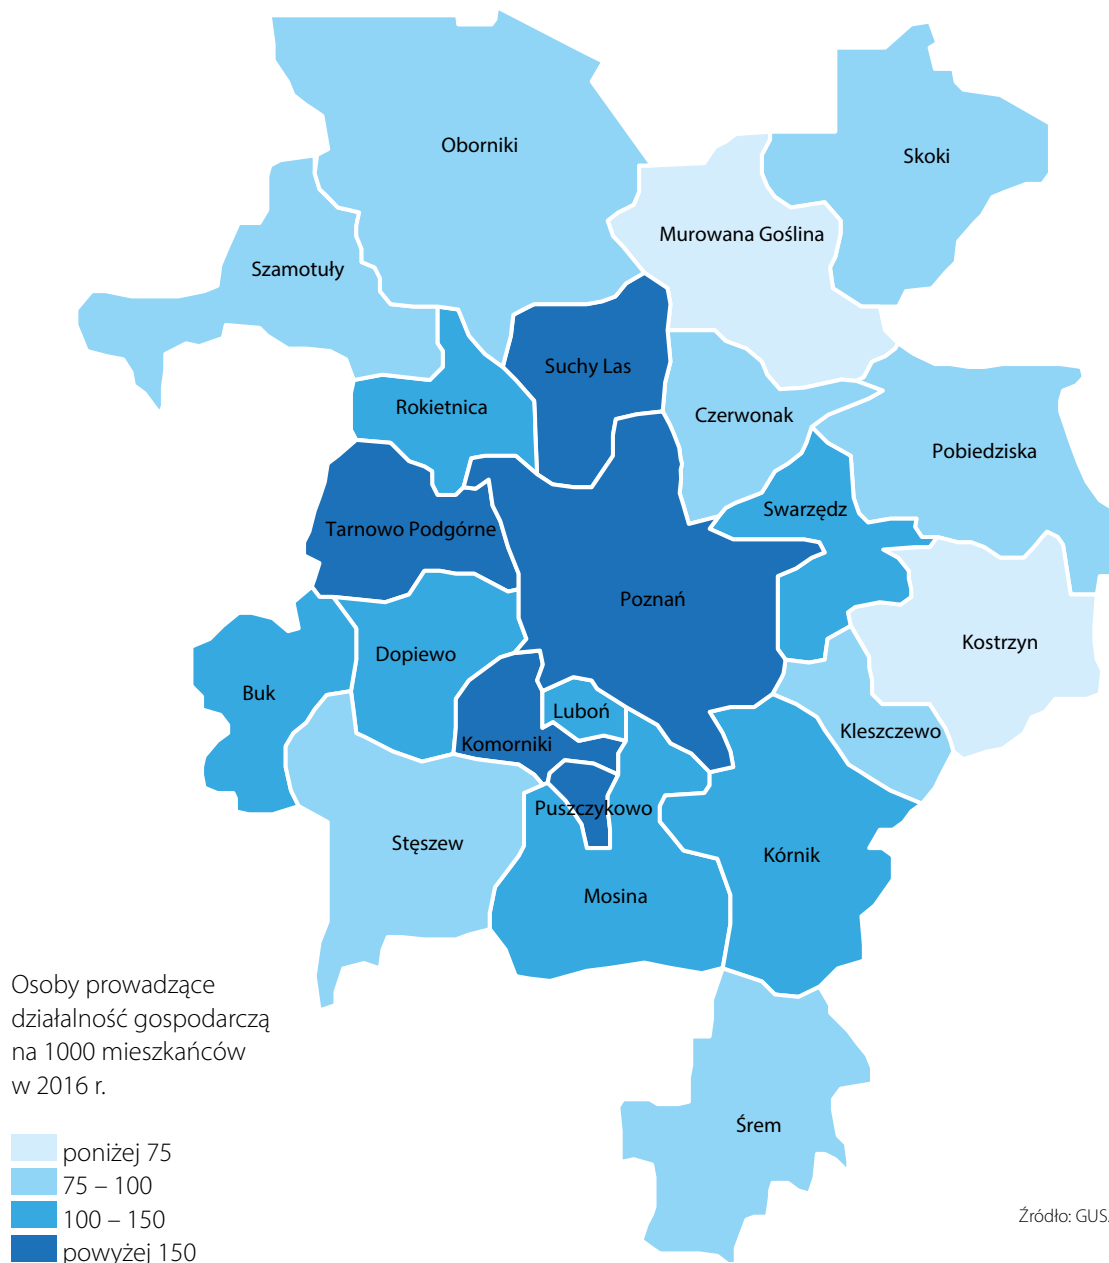 Oborniki
Skoki
Murowana Goślina
Szamotuły
Suchy Las
Rokietnica
Czerwonak
Pobiedziska
Swarzędz
Tarnowo Podgórne
Poznań
Kostrzyn
Dopiewo
Buk
Luboń
Kleszczewo
Komorniki
Puszczykowo
Stęszew
Kórnik
Mosina
Osoby prowadzące
działalność gospodarczą
na 1000 mieszkańców
w 2016 r.
Śrem
poniżej 75
75 – 100
100 – 150
powyżej 150
Źródło: GUS.